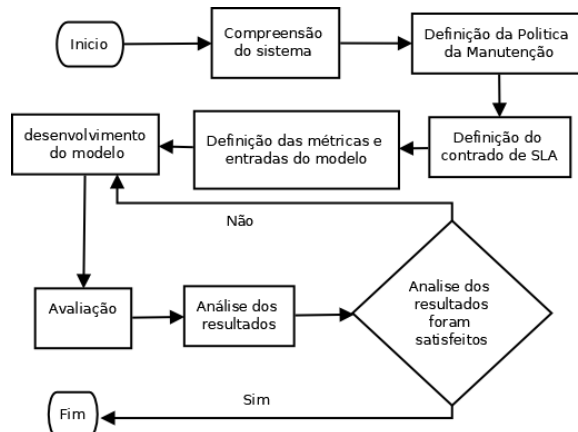 Inicio
Compreensão
do sistema
Definição da Politica
da Manutenção
Definição do
contrado de SLA
Definição das métricas e
entradas do modelo
desenvolvimento
do modelo
Não
Avaliação
Análise dos
resultados
Analise dos
resultados
foram
satisfeitos
Sim
Fim